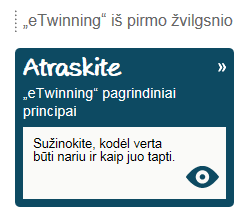 „eTwinning“ iš pirmo žvilgsnio
Atraskite »
„eTwinning“ pagrindiniai
principai
Sužinokite, kodėl verta
būti nariu ir kaip juo tapti.